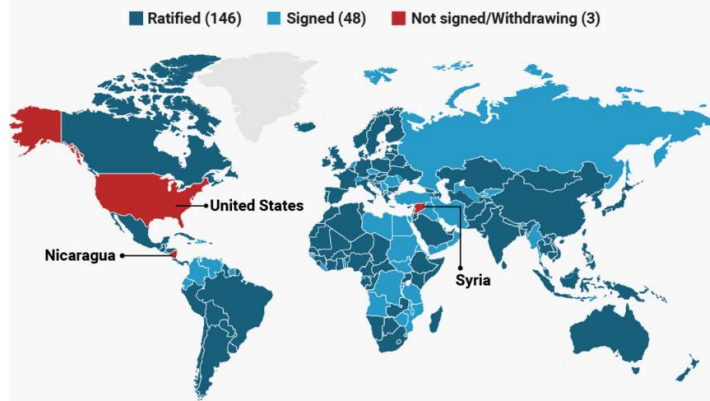 Ratified (146) Signed (48) Not signed/Withdrawing (3)
United States
Nicaragua
Syria